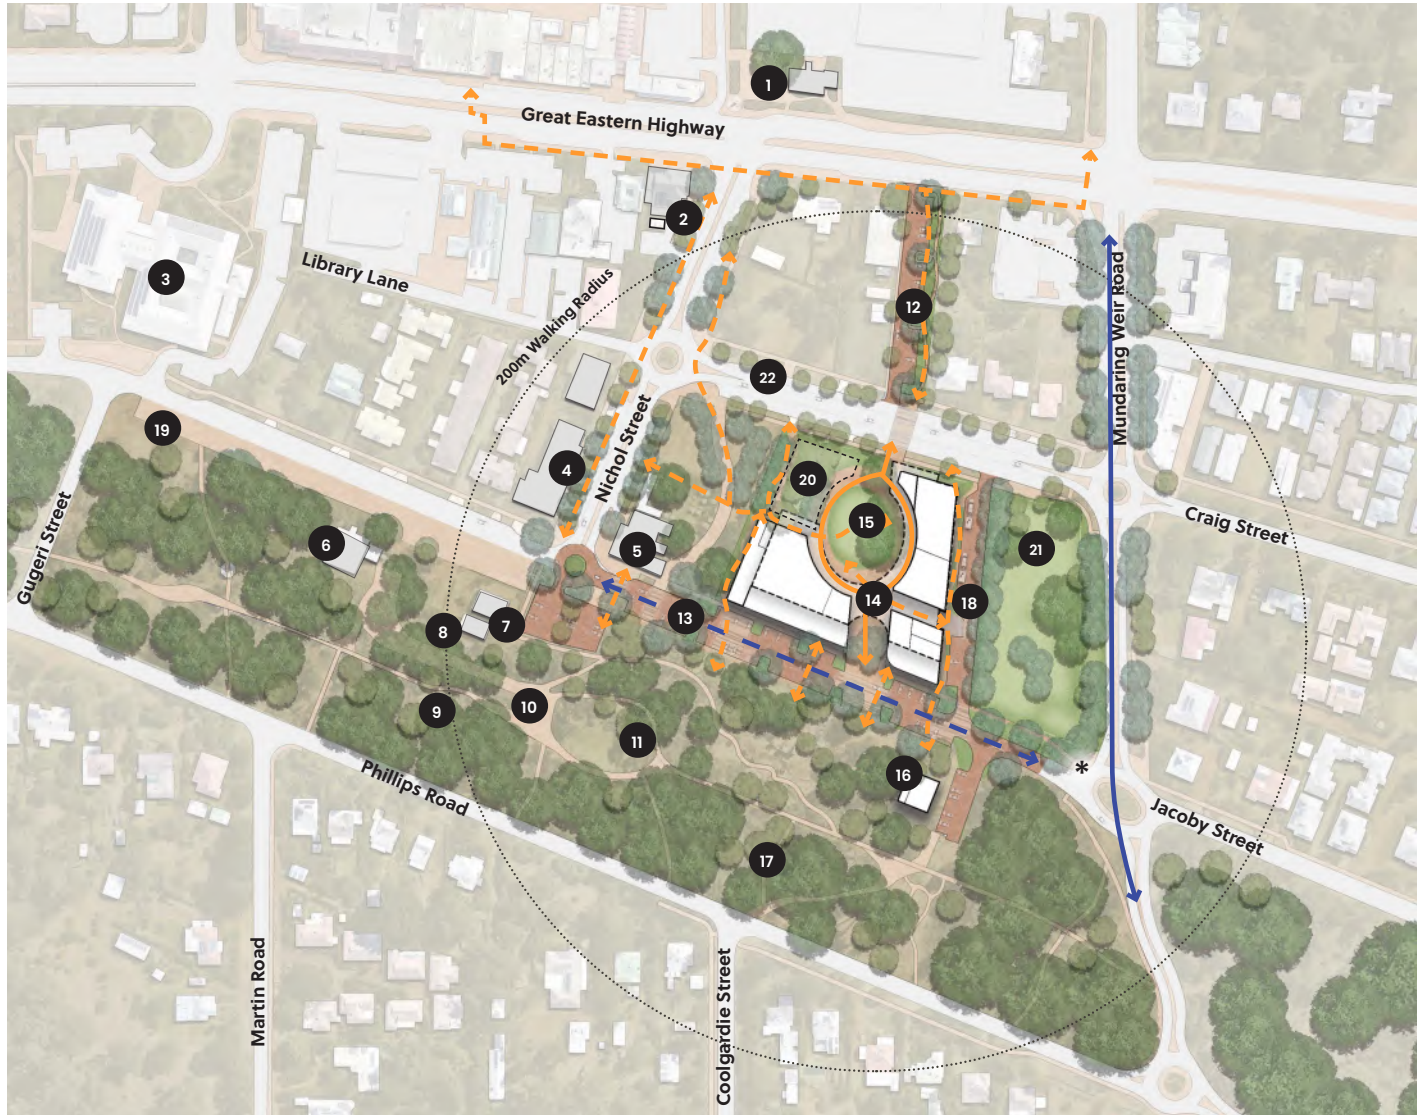 1
Great Eastern Highway
2
3
Library Lane
200m Walking Radius
12
Mundaring Weir Road
22
19
4
Nichol Street
20
15
21
Craig Street
Gugeri Street
6
5
14
18
8
7
13
9
10
11
16
*
Phillips Road
Jacoby Street
17
Martin Road
Coolgardie Street